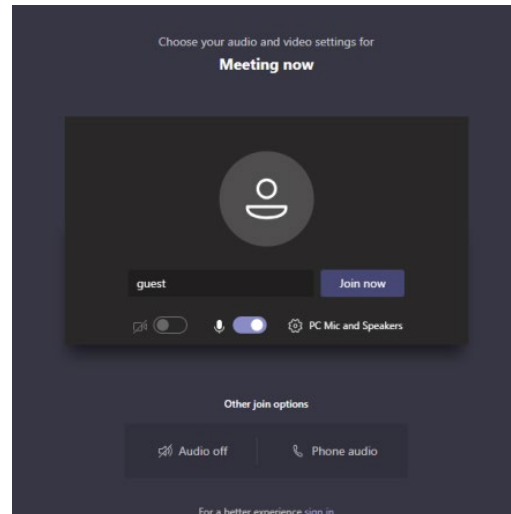 Choose your audio and video settings for
Meeting now
guest
Join now
PC Mic and Speakers
Other join options
Audio off
Phone audio
For a better experience sign in